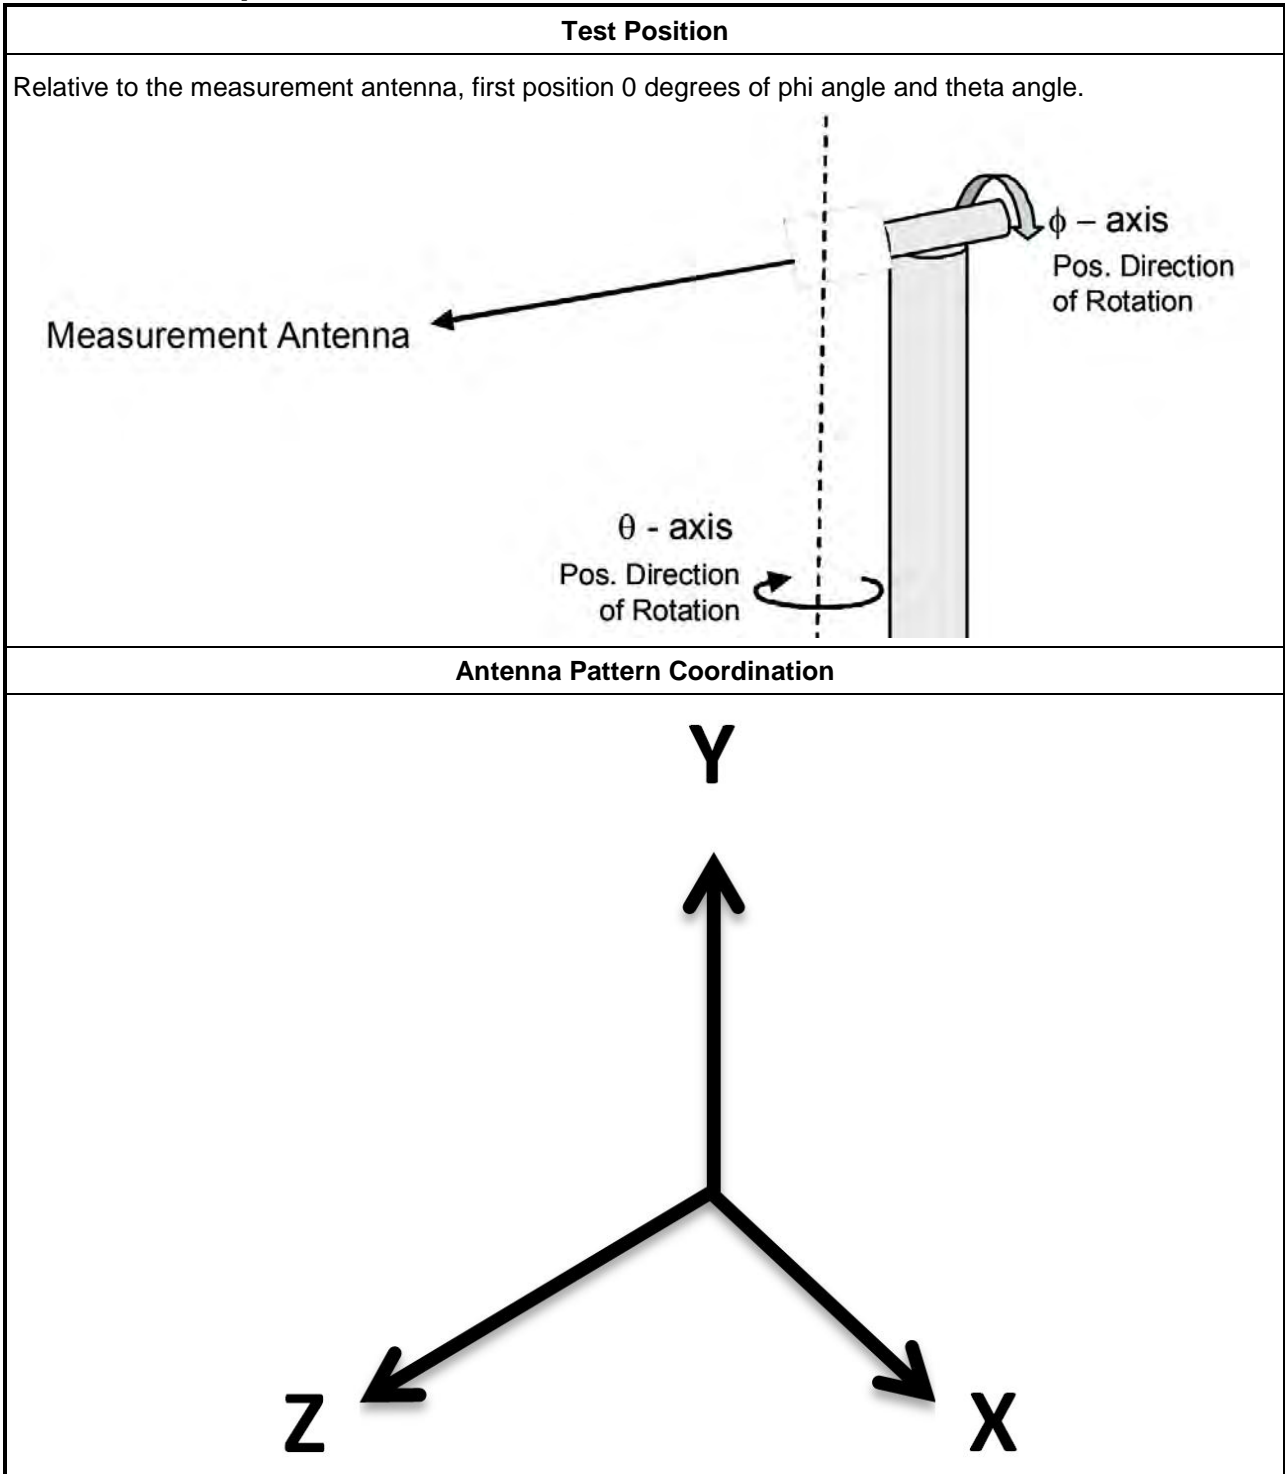 Test Position
Relative to the measurement antenna, first position 0 degrees of phi angle and theta angle.
ϕ – axis
Pos. Direction
of Rotation
Measurement Antenna
θ - axis
Pos. Direction
of Rotation
Antenna Pattern Coordination
Y
Z
X